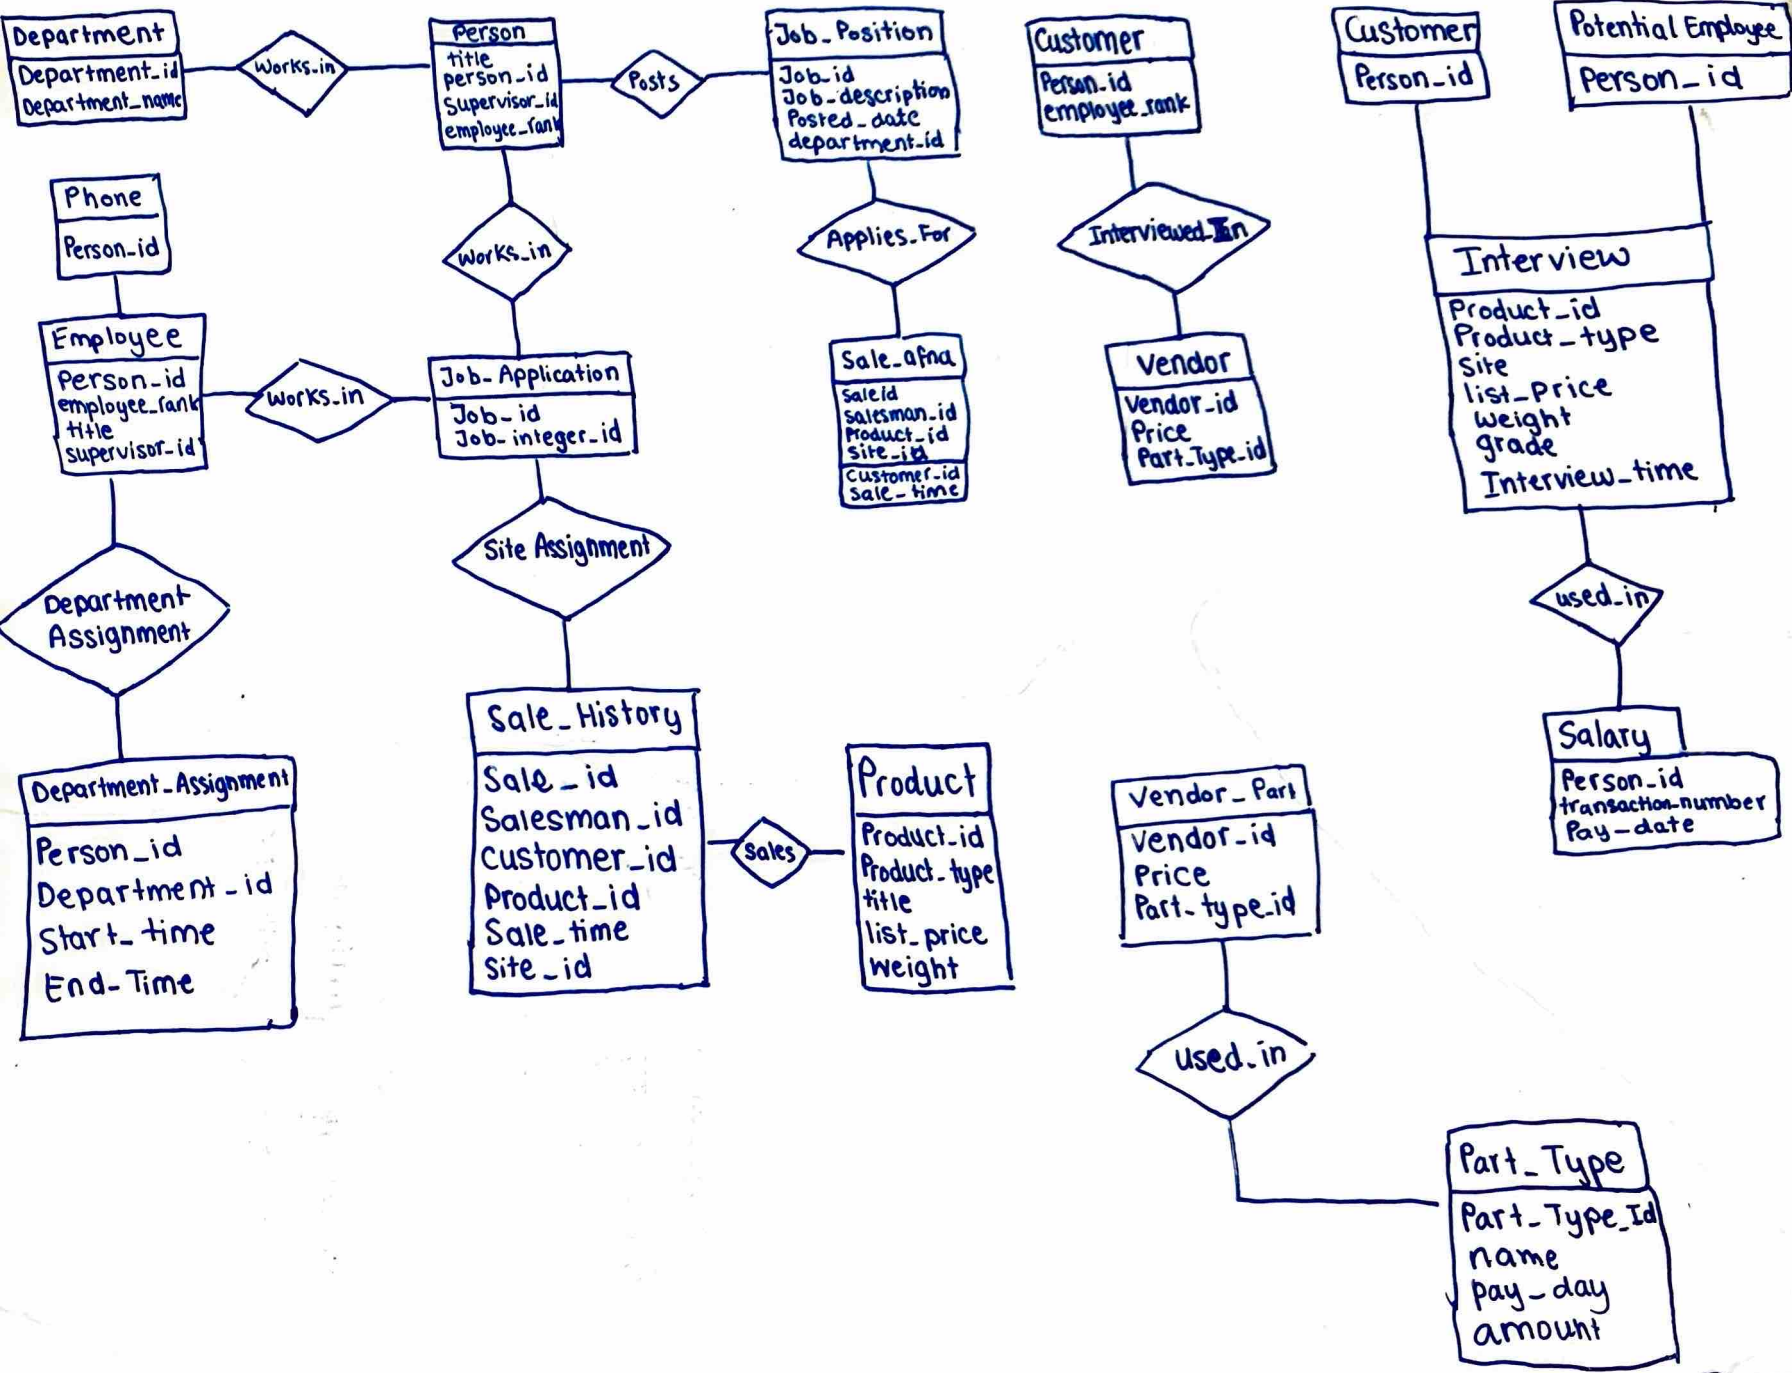 Department
Department_id
Department_name
Works_in
Person
title
person_id
Supervisor_id
employee_rank
Posts
Job_Position
Job_id
Job_description
Posted_date
department_id
Customer
Person_id
employee_rank
Customer
Person_id
Potential Employee
Person_id
Phone
Person_id
Works_in
Applies_For
Interviewed_In
Interview
Product_id
Product_type
Site
list_Price
Weight
grade
Interview_time
Employee
Person_id
employee_rank
title
supervisor_id
Works_in
Job_Application
Job_id
Job_integer_id
Sale_afna
Saleid
Salesman_id
Product_id
Site_id
Customer_id
Sale_time
Vendor
Vendor_id
Price
Part_Type_id
Department
Assignment
Site Assignment
used_in
Department_Assignment
Person_id
Department_id
Start_time
End_Time
Sale_History
Sale_id
Salesman_id
Customer_id
Product_id
Sale_time
Site_id
Sales
Product
Product_id
Product_type
title
list_price
Weight
Vendor_Part
Vendor_id
Price
Part_type_id
Salary
Person_id
transaction_number
Pay_date
Used_in
Part_Type
Part_Type_Id
name
pay_day
amount